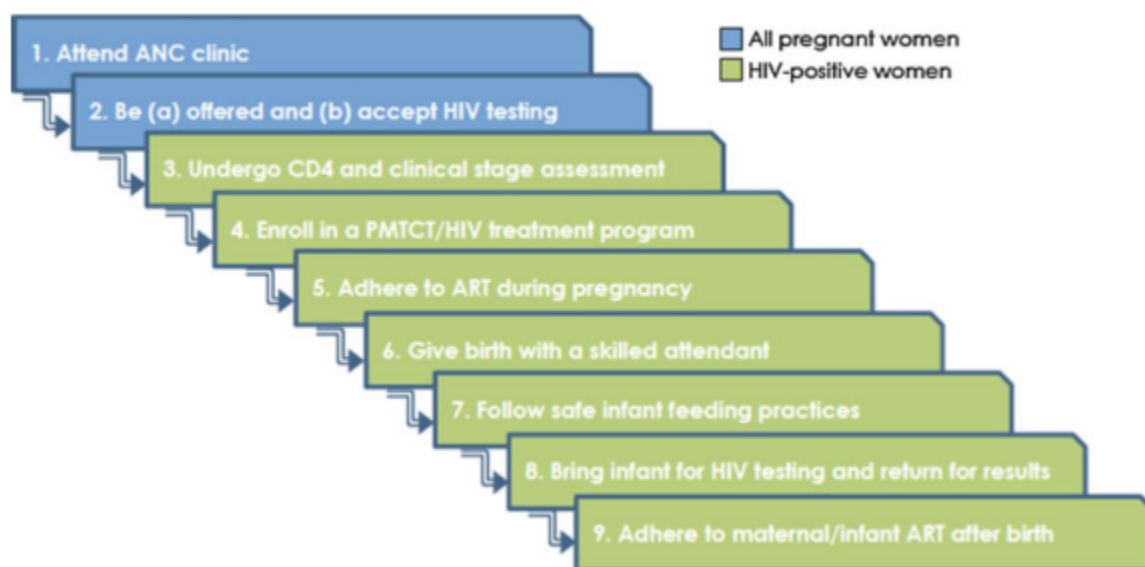 1. Attend ANC clinic
All pregnant women
HIV-positive women
2. Be (a) offered and (b) accept HIV testing
3. Undergo CD4 and clinical stage assessment
4. Enroll in a PMTCT/HIV treatment program
5. Adhere to ART during pregnancy
6. Give birth with a skilled attendant
7. Follow safe infant feeding practices
8. Bring infant for HIV testing and return for results
9. Adhere to maternal/infant ART after birth